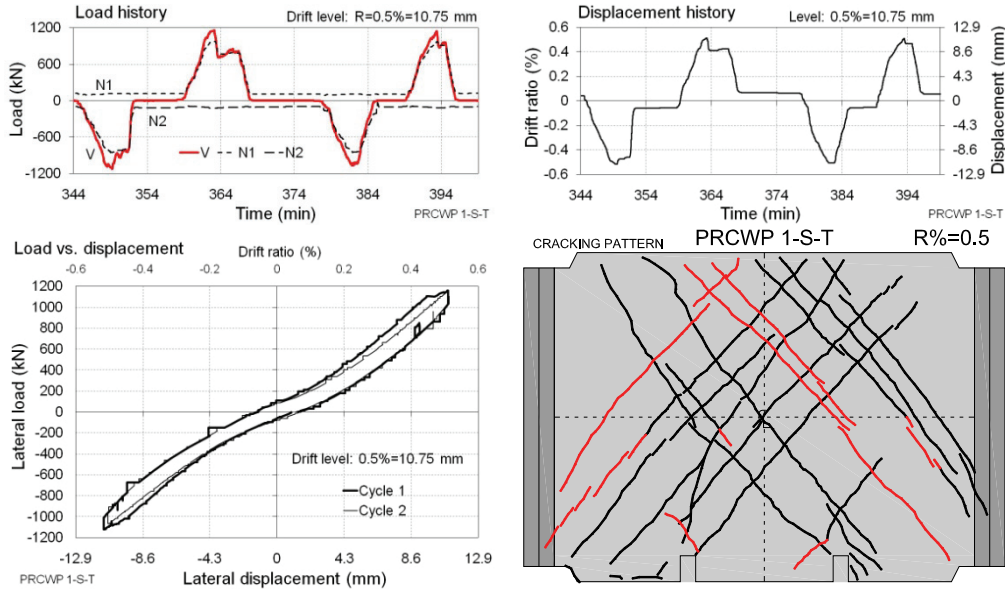 Load history
Drift level: R=0.5%=10.75 mm
1200
600
0
-600
-1200
Load (kN)
N1
N2
V
V N1 N2
344 354 364 374 384 394
Time (min)
PRCWP 1-S-T
Displacement history
Level: 0.5%=10.75 mm
0.6
0.4
0.2
0
-0.2
-0.4
-0.6
Drift ratio (%)
12.9
8.6
4.3
0
-4.3
-8.6
-12.9
Displacement (mm)
344 354 364 374 384 394
Time (min)
PRCWP 1-S-T
Load vs. displacement
Drift ratio (%)
-0.6 -0.4 -0.2 0 0.2 0.4 0.6
1200
1000
800
600
400
200
0
-200
-400
-600
-800
-1000
-1200
Lateral load (kN)
Drift level: 0.5%=10.75 mm
Cycle 1
Cycle 2
-12.9 -8.6 -4.3 0 4.3 8.6 12.9
PRCWP 1-S-T
Lateral displacement (mm)
CRACKING PATTERN PRCWP 1-S-T R%=0.5